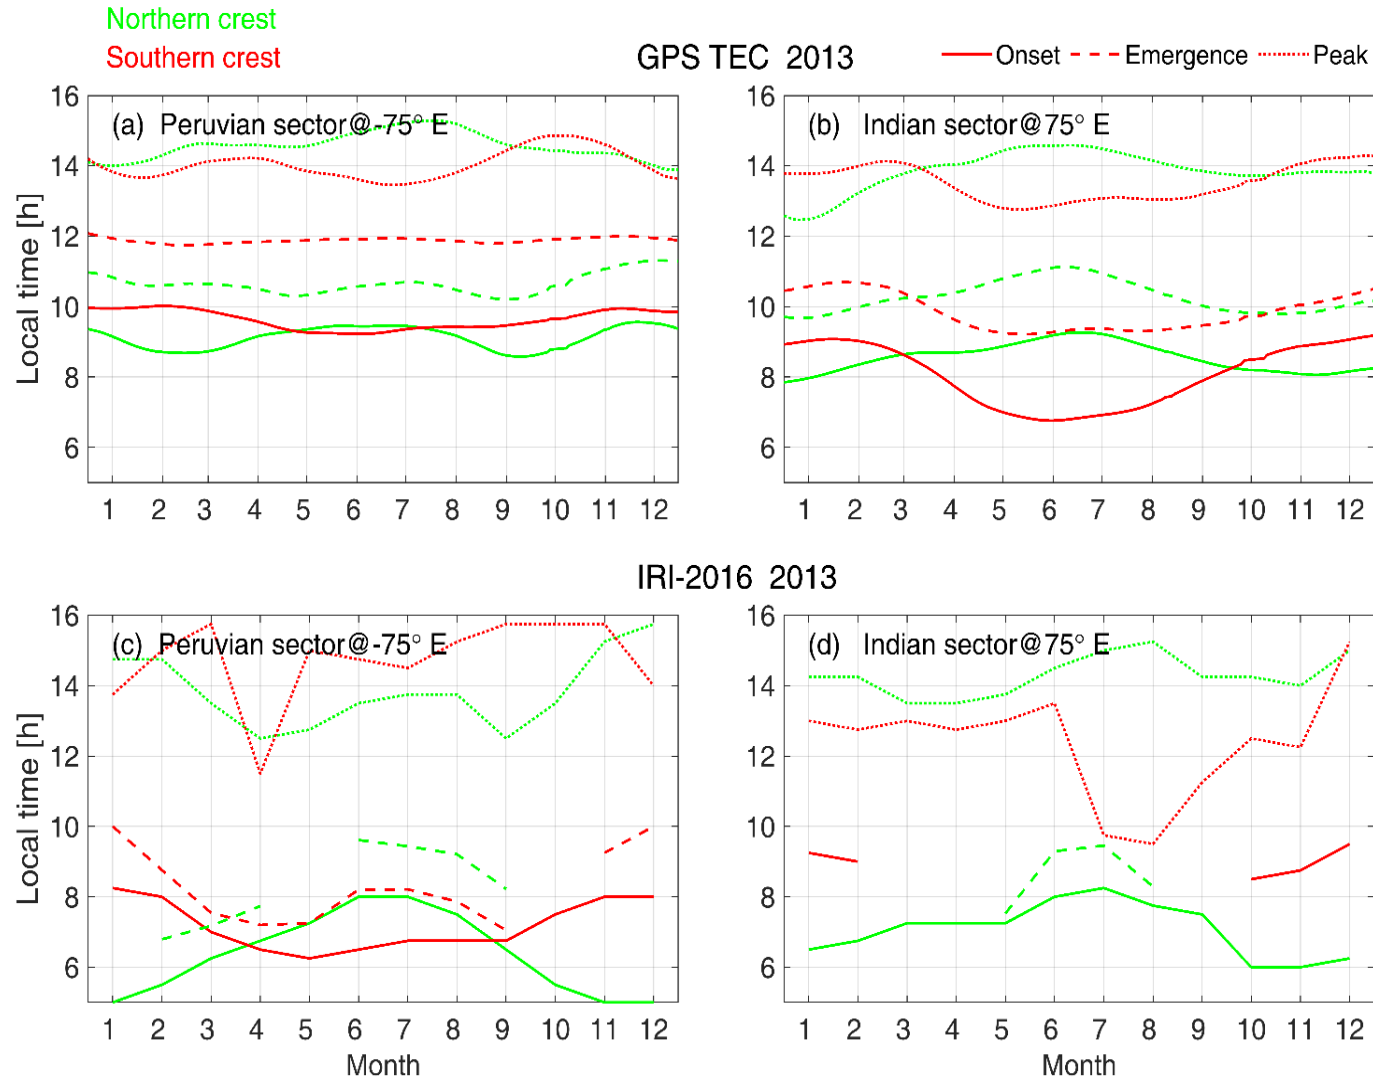 Northern crest
Southern crest
GPS TEC 2013
Onset Emergence Peak
(a) Peruvian sector@-75° E
(b) Indian sector@75° E
Local time [h]
16
14
12
10
8
6
1 2 3 4 5 6 7 8 9 10 11 12
16
14
12
10
8
6
1 2 3 4 5 6 7 8 9 10 11 12
IRI-2016 2013
(c) Peruvian sector@-75° E
(d) Indian sector@75° E
Local time [h]
16
14
12
10
8
6
1 2 3 4 5 6 7 8 9 10 11 12
Month
16
14
12
10
8
6
1 2 3 4 5 6 7 8 9 10 11 12
Month